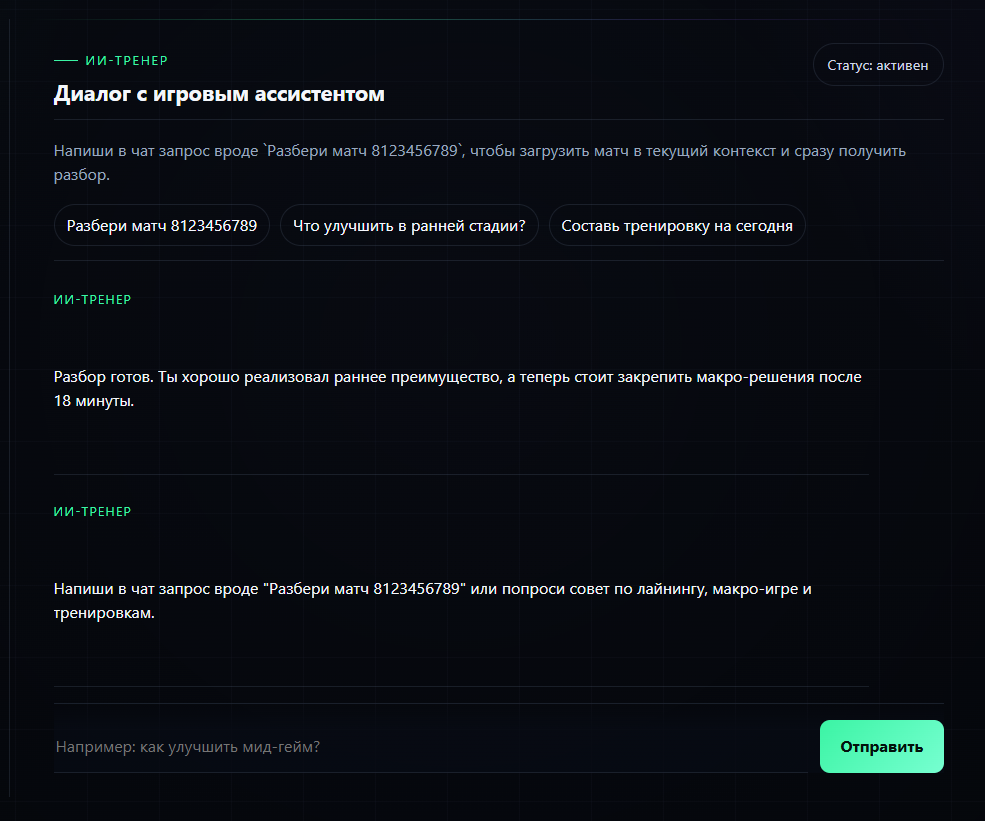 ИИ-ТРЕНЕР
Статус: активен
Диалог с игровым ассистентом
Напиши в чат запрос вроде `Разбери матч 8123456789`, чтобы загрузить матч в текущий контекст и сразу получить
разбор.
Разбери матч 8123456789
Что улучшить в ранней стадии?
Составь тренировку на сегодня
ИИ-ТРЕНЕР
Разбор готов. Ты хорошо реализовал раннее преимущество, а теперь стоит закрепить макро-решения после
18 минуты.
ИИ-ТРЕНЕР
Напиши в чат запрос вроде "Разбери матч 8123456789" или попроси совет по лайнингу, макро-игре и
тренировкам.
Например: как улучшить мид-гейм?
Отправить